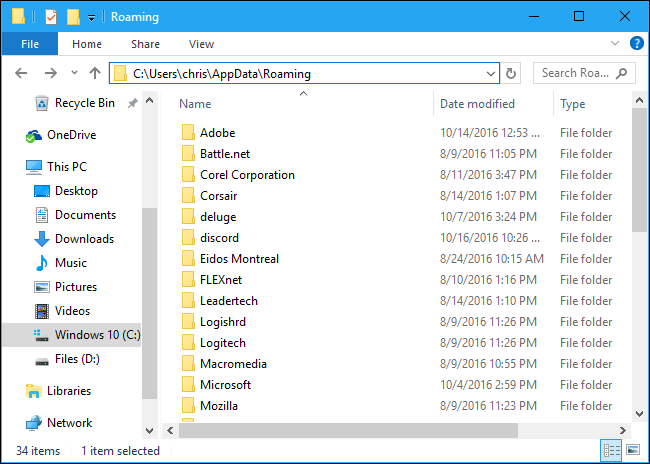 Roaming
File Home Share View
C:\Users\chris\AppData\Roaming Search Roa...
Name Date modified Type
Recycle Bin
OneDrive
This PC
Desktop
Documents
Downloads
Music
Pictures
Videos
Windows 10 (C:)
Files (D:)
Libraries
Network
Adobe 10/14/2016 12:53 ... File folder
Battle.net 8/9/2016 11:05 PM File folder
Corel Corporation 8/11/2016 3:47 PM File folder
Corsair 8/14/2016 1:07 PM File folder
deluge 10/7/2016 3:24 PM File folder
discord 10/16/2016 10:26 ... File folder
Eidos Montreal 8/24/2016 10:15 AM File folder
FLEXnet 8/10/2016 1:16 PM File folder
Leadertech 8/14/2016 1:10 PM File folder
Logishrd 8/9/2016 11:26 PM File folder
Logitech 8/9/2016 11:26 PM File folder
Macromedia 8/9/2016 10:55 PM File folder
Microsoft 10/4/2016 2:59 PM File folder
Mozilla 8/9/2016 11:23 PM File folder
34 items 1 item selected